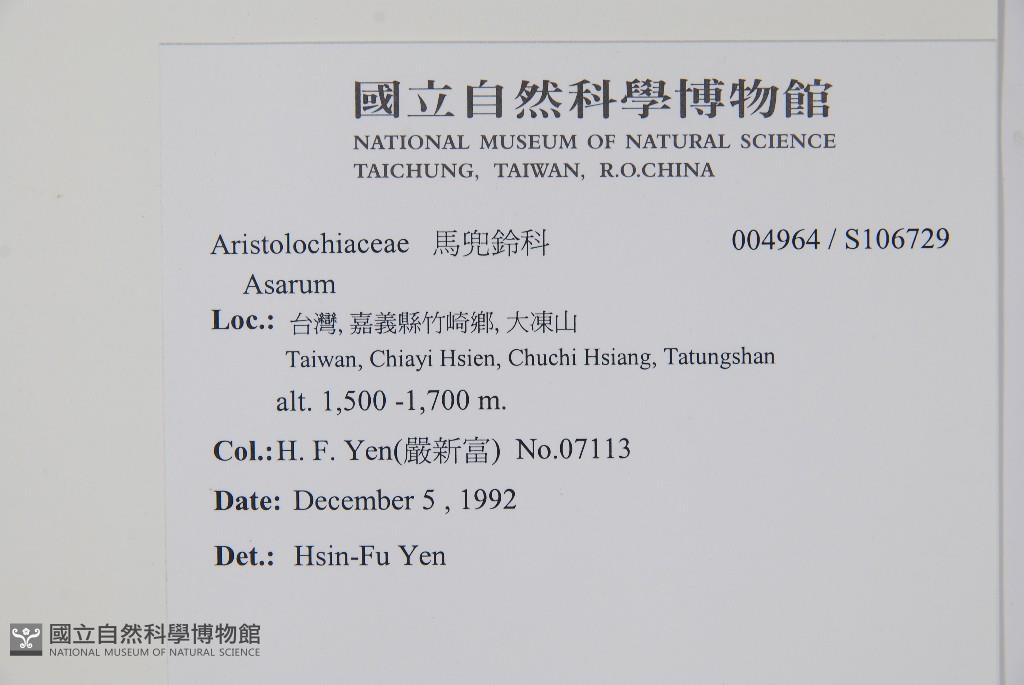 國立自然科學博物館
NATIONAL MUSEUM OF NATURAL SCIENCE
TAICHUNG, TAIWAN, R.O.CHINA
Aristolochiaceae 馬兜鈴科 004964 / S106729
Asarum
Loc.: 台灣, 嘉義縣竹崎鄉, 大凍山
Taiwan, Chiayi Hsien, Chuchi Hsiang, Tatungshan
alt. 1,500 -1,700 m.
Col.: H. F. Yen(嚴新富) No.07113
Date: December 5 , 1992
Det.: Hsin-Fu Yen
國立自然科學博物館
NATIONAL MUSEUM OF NATURAL SCIENCE